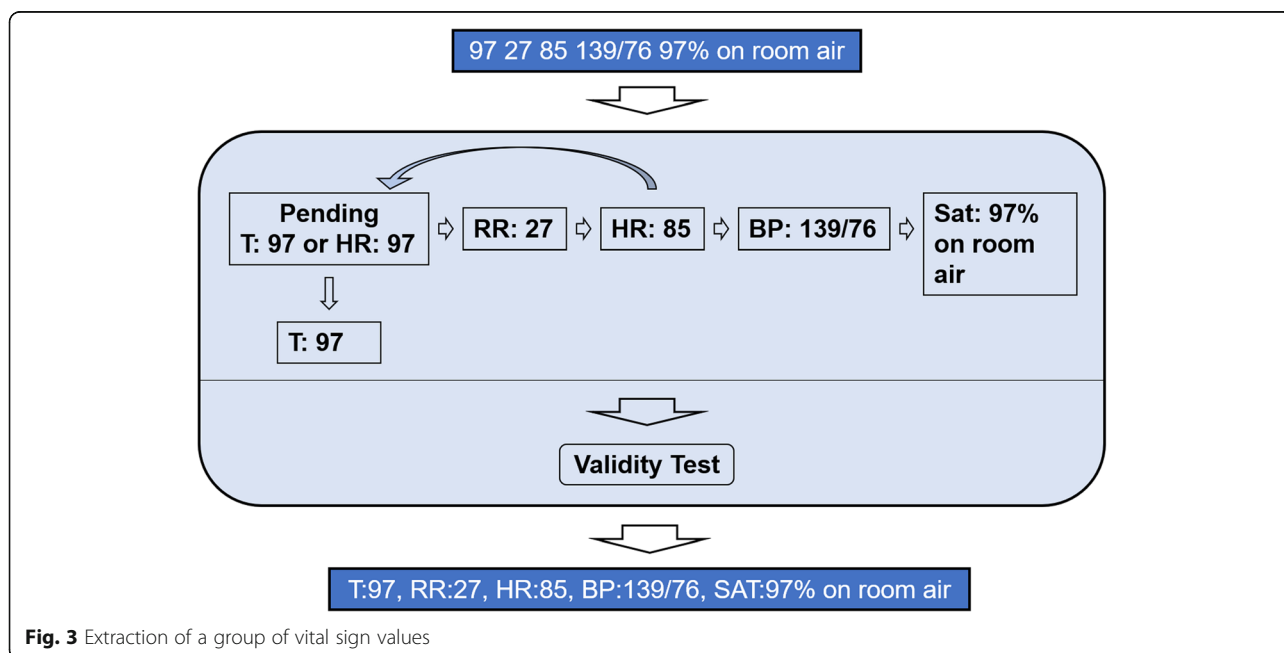 97 27 85 139/76 97% on room air
Pending
T: 97 or HR: 97
RR: 27
HR: 85
BP: 139/76
Sat: 97%
on room
air
T: 97
Validity Test
T:97, RR:27, HR:85, BP:139/76, SAT:97% on room air
Fig. 3 Extraction of a group of vital sign values